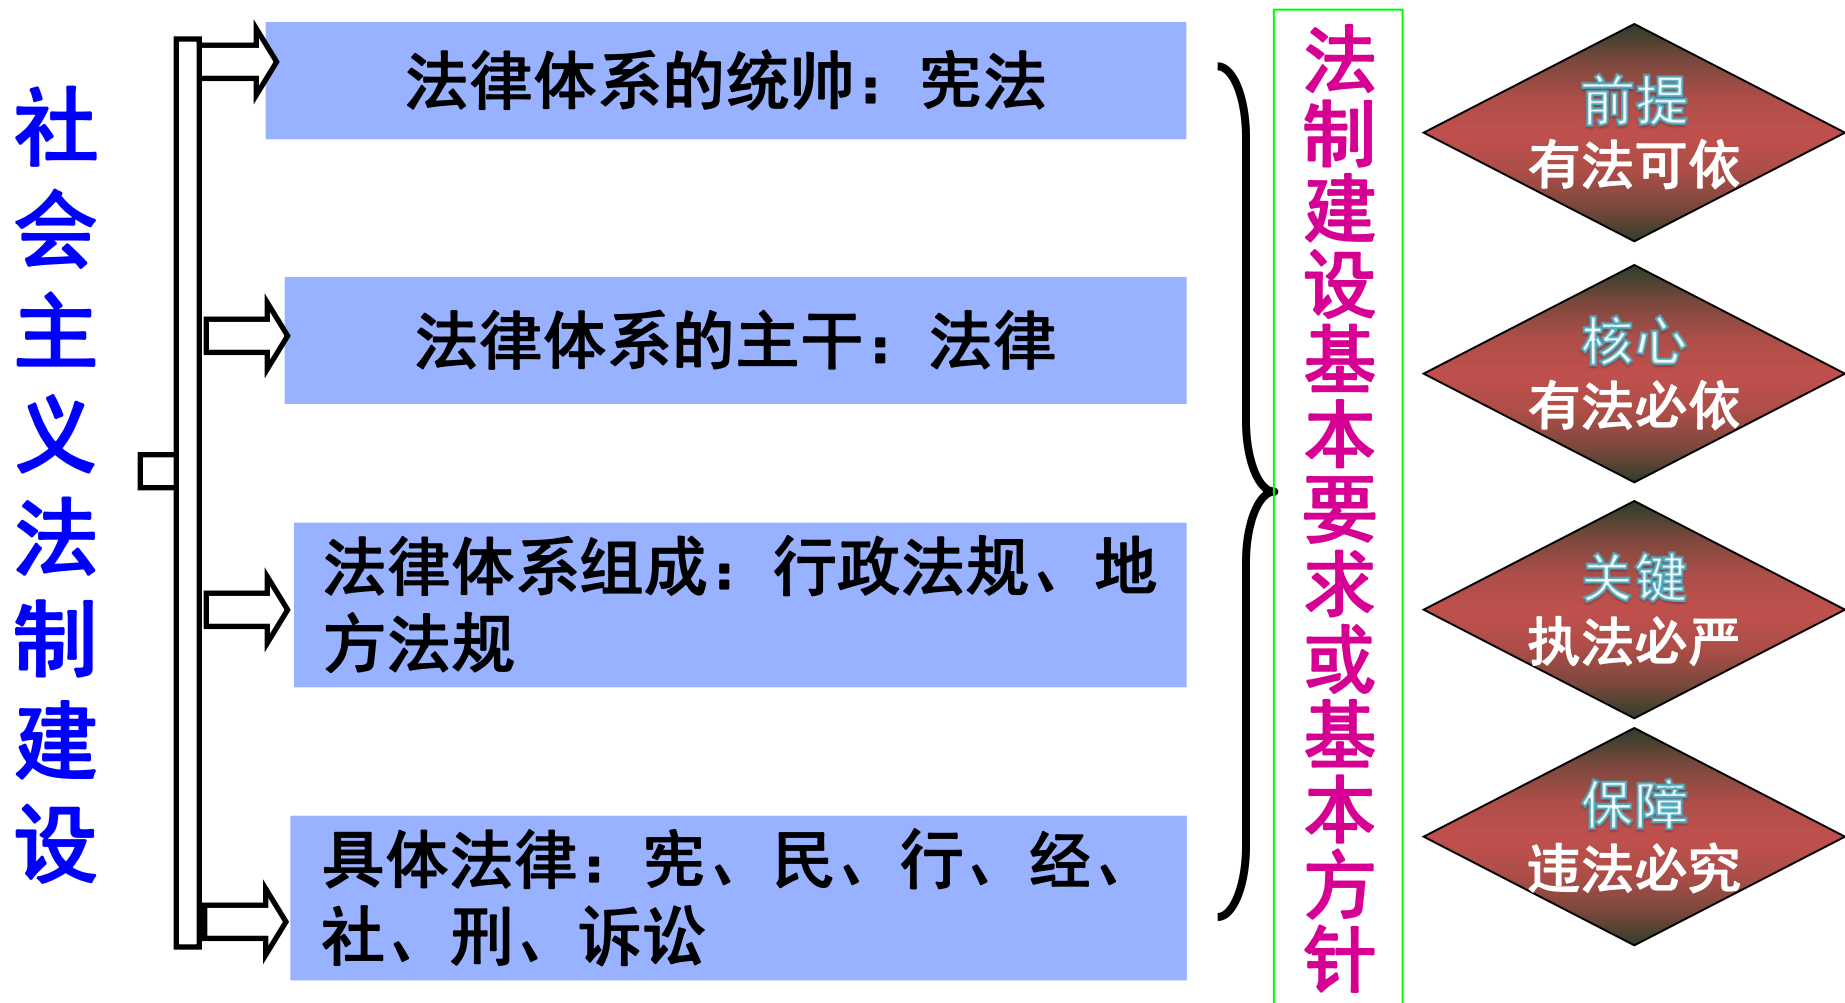 社会主义法制建设
法律体系的统帅：宪法
法律体系的主干：法律
法律体系组成：行政法规、地
方法规
具体法律：宪、民、行、经、
社、刑、诉讼
法制建设基本要求或基本方针
前提
有法可依
核心
有法必依
关键
执法必严
保障
违法必究